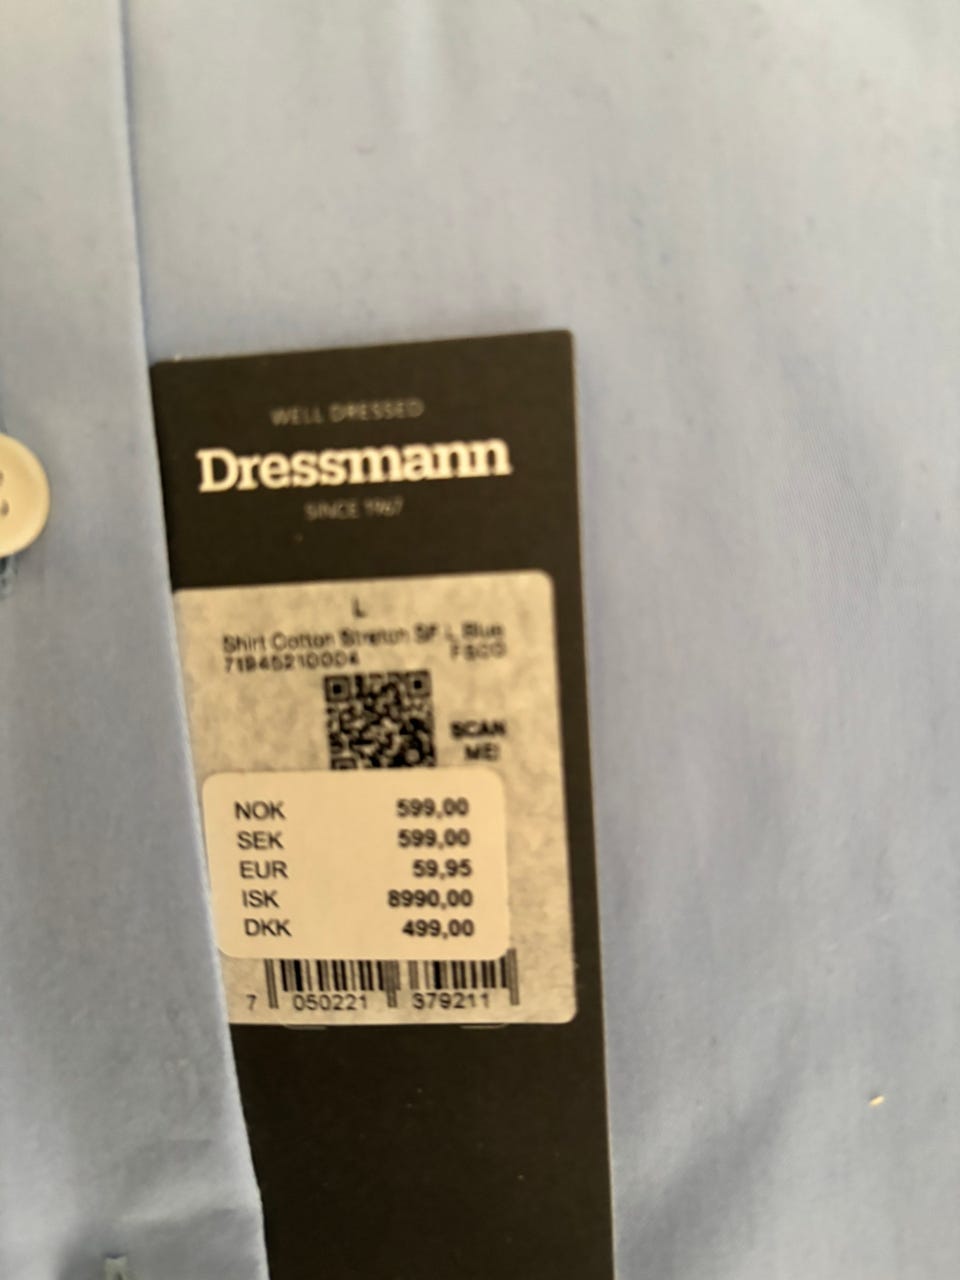 WELL DRESSED
Dressmann
SINCE 1967
L
Shirt Cotton Stretch SF L Blue
71945210004
SCAN
ME!
NOK 599,00
SEK 599,00
EUR 59,95
ISK 8990,00
DKK 499,00
7 050221 379211